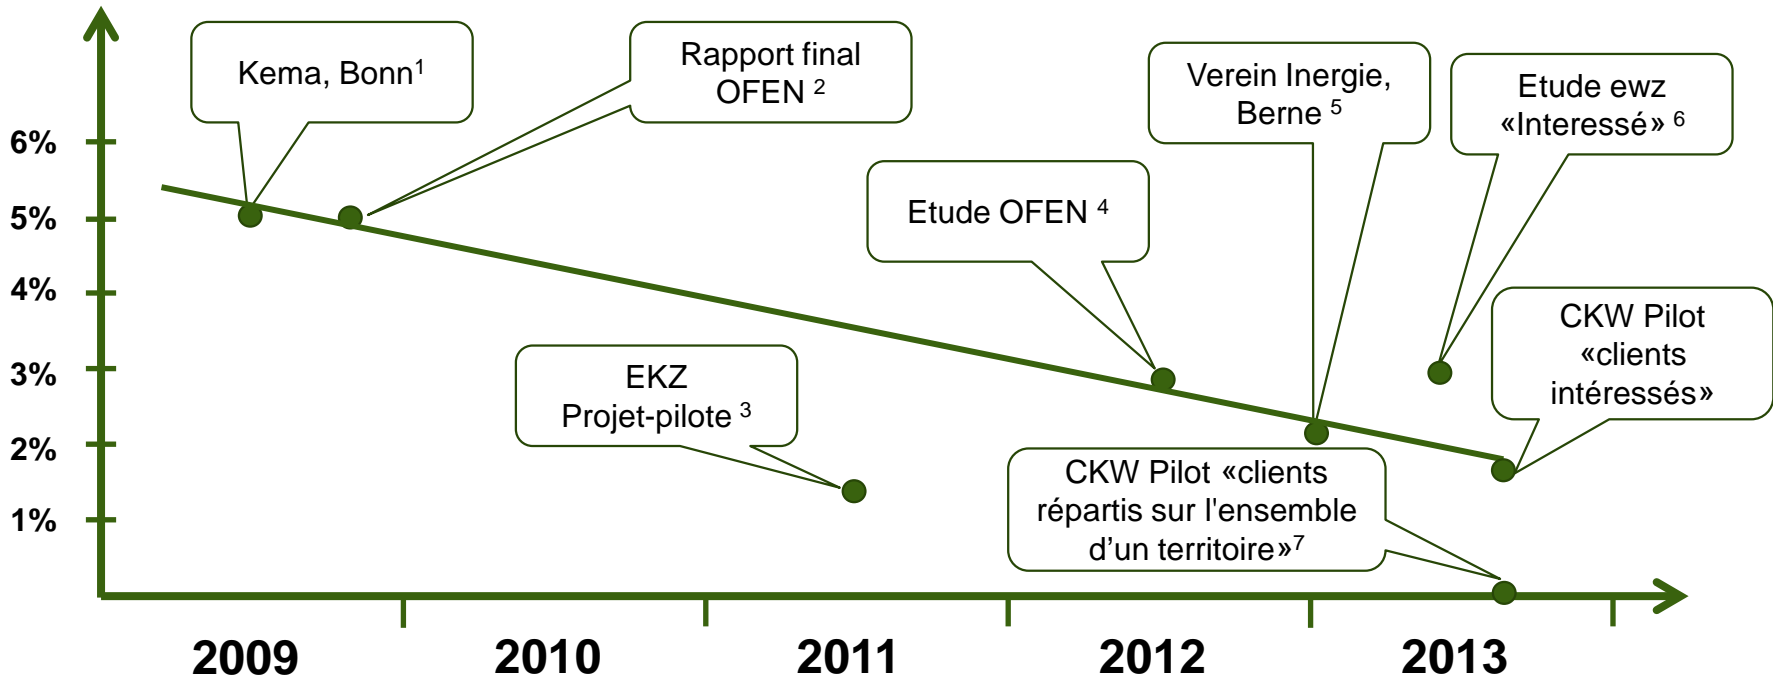 Kema, Bonn1
Rapport final
OFEN 2
Verein Inergie,
Berne 5
Etude ewz
«Interessé» 6
Etude OFEN 4
CKW Pilot
«clients
intéressés»
EKZ
Projet-pilote 3
CKW Pilot «clients
répartis sur l'ensemble
d’un territoire»7
6%
5%
4%
3%
2%
1%
2009
2010
2011
2012
2013